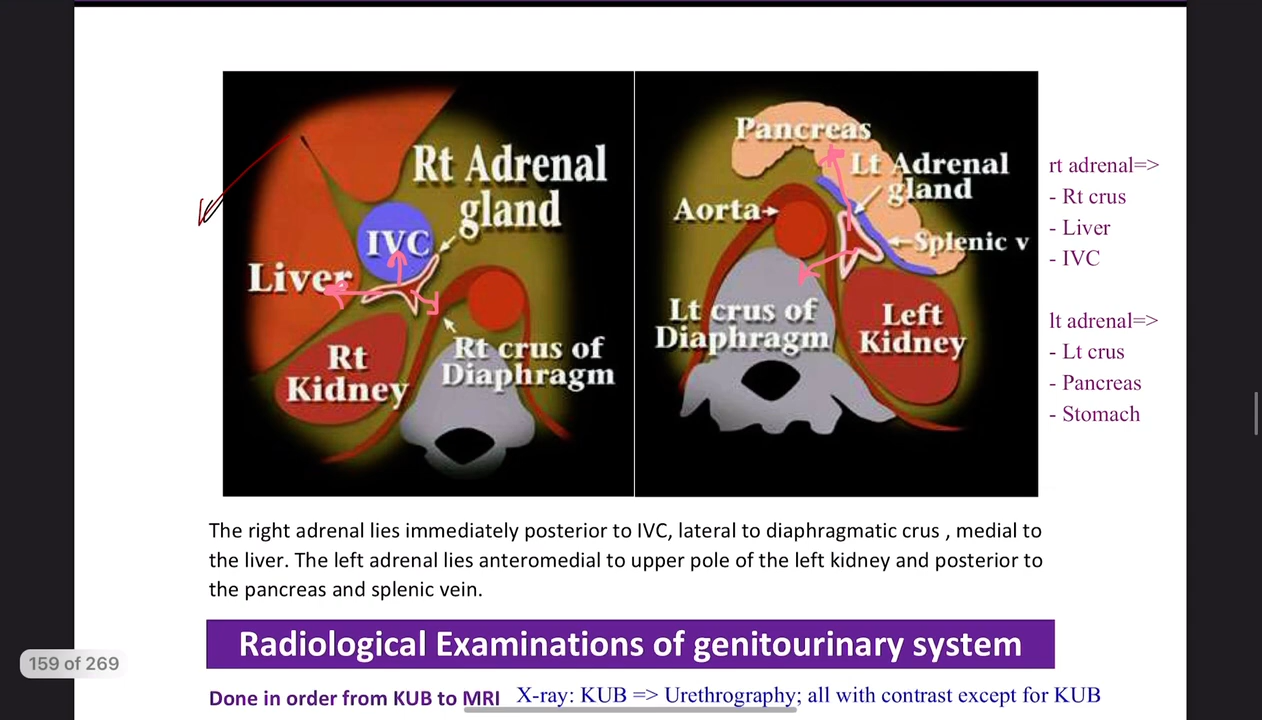 Rt Adrenal
gland
IVC
Liver
Rt
Kidney
Rt crus of
Diaphragm
Pancreas
Lt Adrenal
gland
Aorta
Splenic v
Lt crus of
Diaphragm
Left
Kidney
rt adrenal=>
- Rt crus
- Liver
- IVC
lt adrenal=>
- Lt crus
- Pancreas
- Stomach
The right adrenal lies immediately posterior to IVC, lateral to diaphragmatic crus , medial to
the liver. The left adrenal lies anteromedial to upper pole of the left kidney and posterior to
the pancreas and splenic vein.
Radiological Examinations of genitourinary system
159 of 269
Done in order from KUB to MRI X-ray: KUB => Urethrography; all with contrast except for KUB